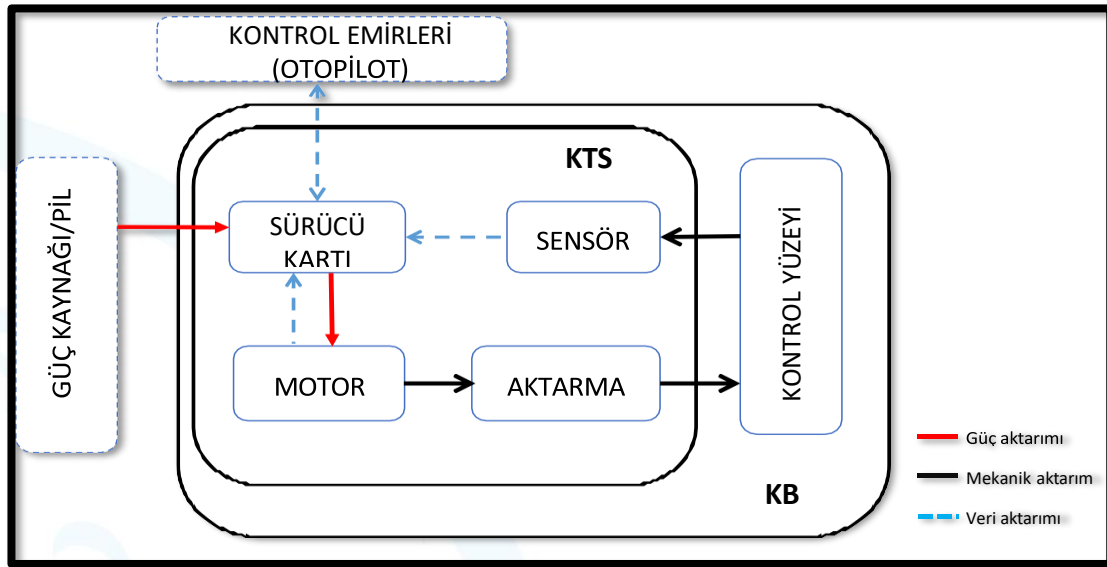 KONTROL EMİRLERİ
(OTOPİLOT)
KTS
GÜÇ KAYNAĞI/PİL
SÜRÜCÜ
KARTI
SENSÖR
KONTROL YÜZEYİ
MOTOR
AKTARMA
KB
Güç aktarımı
Mekanik aktarım
Veri aktarımı